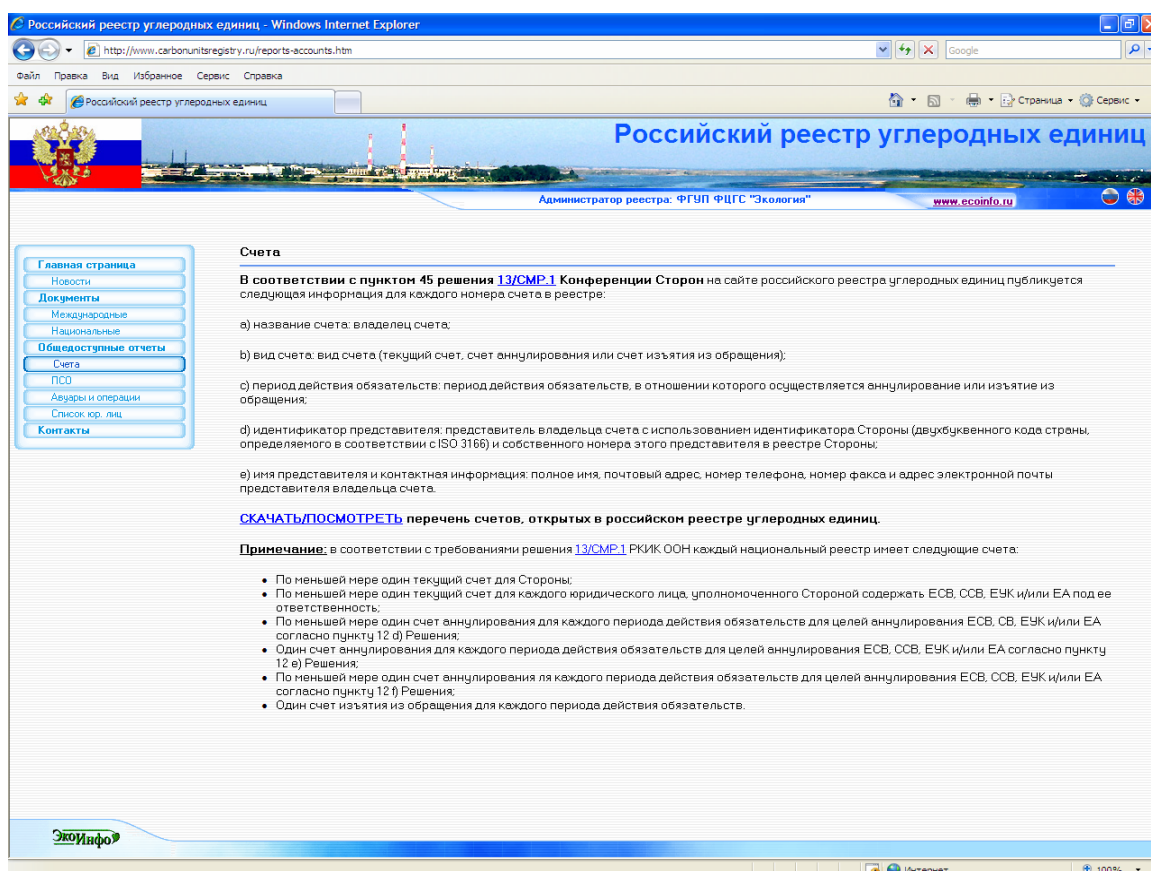 Российский реестр углеродных единиц - Windows Internet Explorer
http://www.carbonunitsregistry.ru/reports-accounts.htm
Google
Файл Правка Вид Избранное Сервис Справка
Российский реестр углеродных единиц
Страница Сервис
Российский реестр углеродных единиц
Администратор реестра: ФГУП ФЦГС "Экология"
www.ecoinfo.ru
Главная страница
Новости
Документы
Международные
Национальные
Общедоступные отчеты
Счета
ПСО
Авуары и операции
Список юр. лиц
Контакты
Счета
В соответствии с пунктом 45 решения 13/CMP.1 Конференции Сторон на сайте российского реестра углеродных единиц публикуется
следующая информация для каждого номера счета в реестре:
a) название счета: владелец счета;
b) вид счета: вид счета (текущий счет, счет аннулирования или счет изъятия из обращения);
c) период действия обязательств: период действия обязательств, в отношении которого осуществляется аннулирование или изъятие из
обращения;
d) идентификатор представителя: представитель владельца счета с использованием идентификатора Стороны (двухбуквенного кода страны,
определяемого в соответствии с ISO 3166) и собственного номера этого представителя в реестре Стороны;
e) имя представителя и контактная информация: полное имя, почтовый адрес, номер телефона, номер факса и адрес электронной почты
представителя владельца счета.
СКАЧАТЬ/ПОСМОТРЕТЬ перечень счетов, открытых в российском реестре углеродных единиц.
Примечание: в соответствии с требованиями решения 13/CMP.1 РКИК ООН каждый национальный реестр имеет следующие счета:
• По меньшей мере один текущий счет для Стороны;
• По меньшей мере один текущий счет для каждого юридического лица, уполномоченного Стороной содержать ЕСВ, ССВ, ЕУК и/или ЕА под ее
ответственность;
• По меньшей мере один счет аннулирования для каждого периода действия обязательств для целей аннулирования ЕСВ, СВ, ЕУК и/или ЕА
согласно пункту 12 d) Решения;
• Один счет аннулирования для каждого периода действия обязательств для целей аннулирования ЕСВ, ССВ, ЕУК и/или ЕА согласно пункту
12 e) Решения;
• По меньшей мере один счет аннулирования ля каждого периода действия обязательств для целей аннулирования ЕСВ, ССВ, ЕУК и/или ЕА
согласно пункту 12 f) Решения;
• Один счет изъятия из обращения для каждого периода действия обязательств.
ЭкоИнфо
Интернет
100%